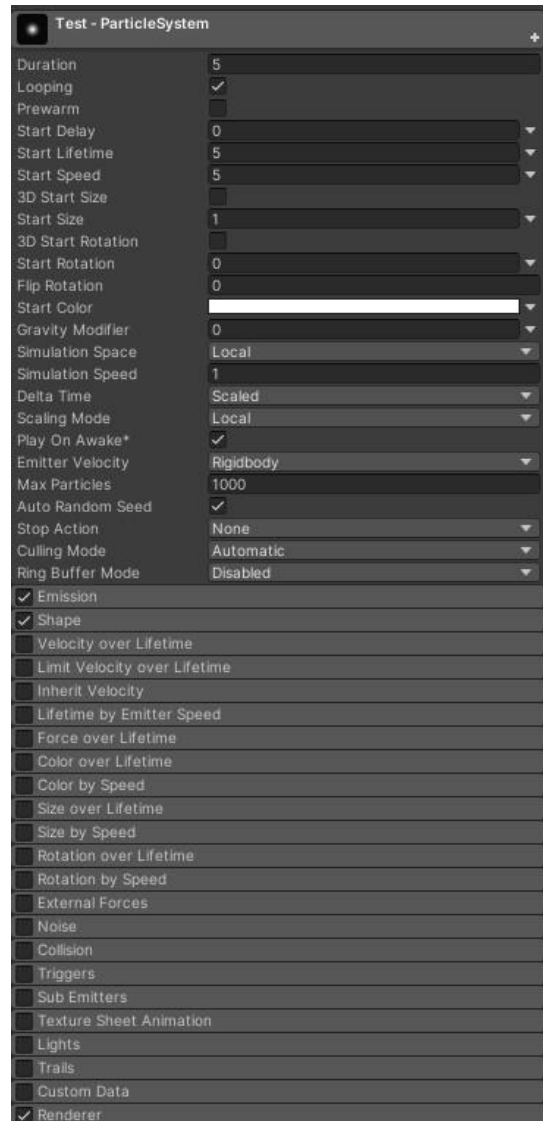 Test - ParticleSystem
Duration 5
Looping
Prewarm
Start Delay 0
Start Lifetime 5
Start Speed 5
3D Start Size
Start Size 1
3D Start Rotation
Start Rotation 0
Flip Rotation 0
Start Color
Gravity Modifier 0
Simulation Space Local
Simulation Speed 1
Delta Time Scaled
Scaling Mode Local
Play On Awake*
Emitter Velocity Rigidbody
Max Particles 1000
Auto Random Seed
Stop Action None
Culling Mode Automatic
Ring Buffer Mode Disabled
Emission
Shape
Velocity over Lifetime
Limit Velocity over Lifetime
Inherit Velocity
Lifetime by Emitter Speed
Force over Lifetime
Color over Lifetime
Color by Speed
Size over Lifetime
Size by Speed
Rotation over Lifetime
Rotation by Speed
External Forces
Noise
Collision
Triggers
Sub Emitters
Texture Sheet Animation
Lights
Trails
Custom Data
Renderer